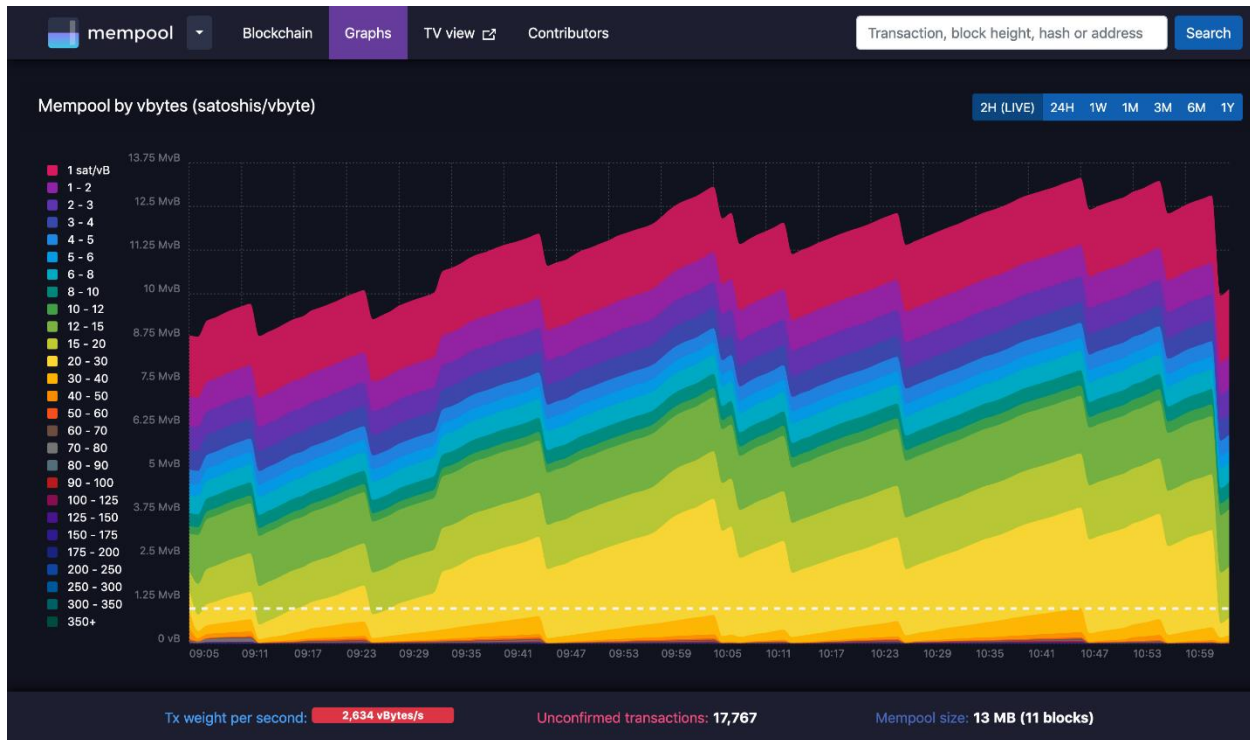 mempool Blockchain Graphs TV view Contributors Transaction, block height, hash or address Search
Mempool by vbytes (satoshis/vbyte) 2H (LIVE) 24H 1W 1M 3M 6M 1Y
1 sat/vB
1 - 2
2 - 3
3 - 4
4 - 5
5 - 6
6 - 8
8 - 10
10 - 12
12 - 15
15 - 20
20 - 30
30 - 40
40 - 50
50 - 60
60 - 70
70 - 80
80 - 90
90 - 100
100 - 125
125 - 150
150 - 175
175 - 200
200 - 250
250 - 300
300 - 350
350+
13.75 MvB
12.5 MvB
11.25 MvB
10 MvB
8.75 MvB
7.5 MvB
6.25 MvB
5 MvB
3.75 MvB
2.5 MvB
1.25 MvB
0 vB
09:05 09:11 09:17 09:23 09:29 09:35 09:41 09:47 09:53 09:59 10:05 10:11 10:17 10:23 10:29 10:35 10:41 10:47 10:53 10:59
Tx weight per second: 2,634 vBytes/s Unconfirmed transactions: 17,767 Mempool size: 13 MB (11 blocks)